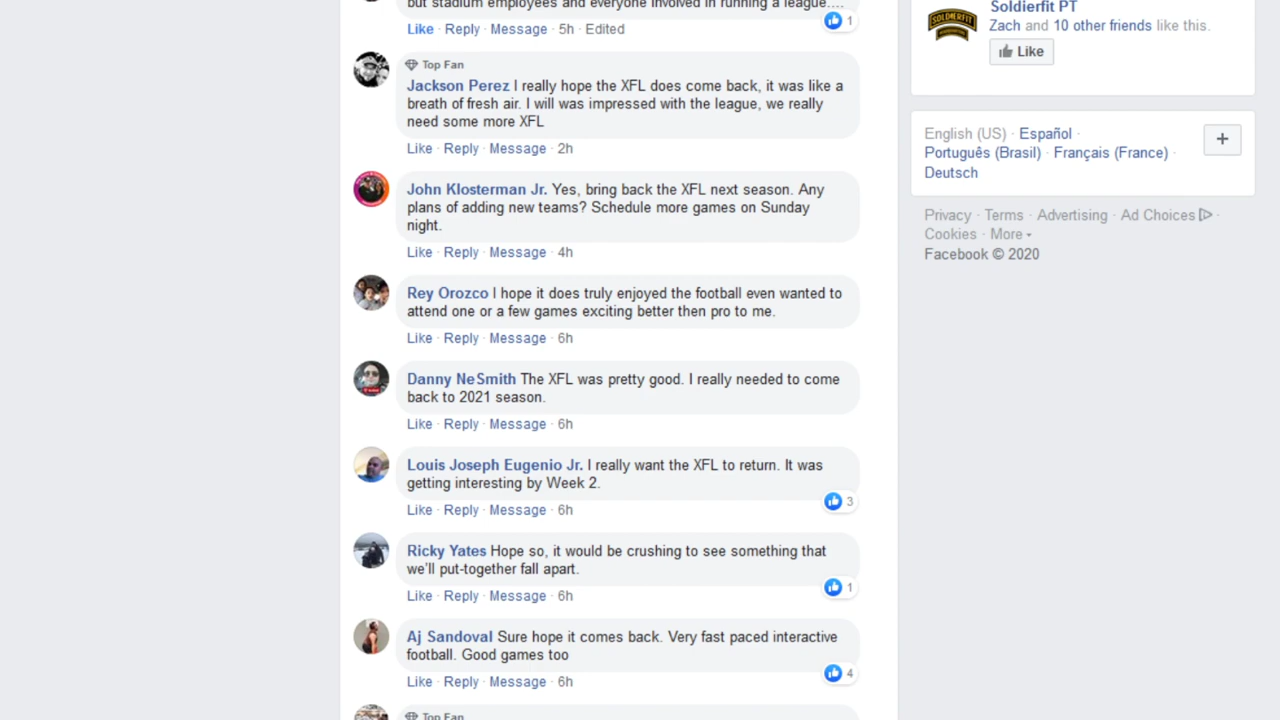 but stadium employees and everyone involved in running a league....
1
Like · Reply · Message · 5h · Edited
Top Fan
Jackson Perez I really hope the XFL does come back, it was like a
breath of fresh air. I will was impressed with the league, we really
need some more XFL
Like · Reply · Message · 2h
John Klosterman Jr. Yes, bring back the XFL next season. Any
plans of adding new teams? Schedule more games on Sunday
night.
Like · Reply · Message · 4h
Rey Orozco I hope it does truly enjoyed the football even wanted to
attend one or a few games exciting better then pro to me.
Like · Reply · Message · 6h
Danny NeSmith The XFL was pretty good. I really needed to come
back to 2021 season.
Like · Reply · Message · 6h
Louis Joseph Eugenio Jr. I really want the XFL to return. It was
getting interesting by Week 2.
3
Like · Reply · Message · 6h
Ricky Yates Hope so, it would be crushing to see something that
we'll put-together fall apart.
1
Like · Reply · Message · 6h
Aj Sandoval Sure hope it comes back. Very fast paced interactive
football. Good games too
4
Like · Reply · Message · 6h
Top Fan
SOLDIERFIT
Soldierfit PT
Zach and 10 other friends like this.
Like
English (US) · Español ·
Português (Brasil) · Français (France) ·
Deutsch
+
Privacy · Terms · Advertising · Ad Choices ·
Cookies · More
Facebook © 2020